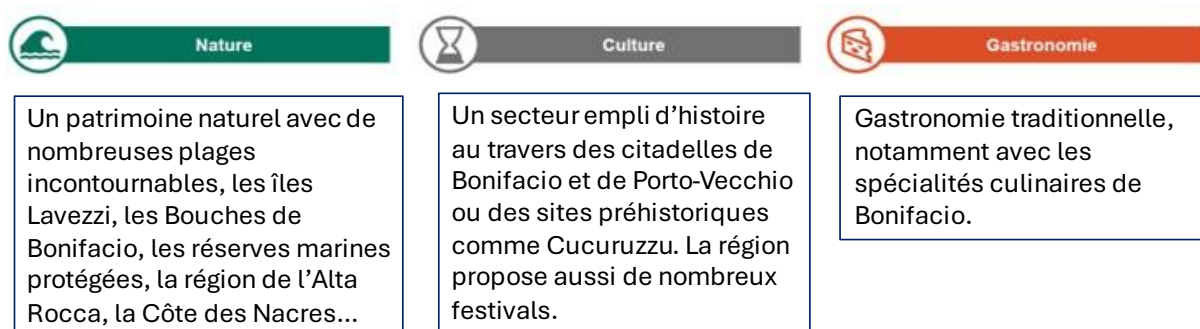 Nature
Un patrimoine naturel avec de
nombreuses plages
incontournables, les îles
Lavezzi, les Bouches de
Bonifacio, les réserves marines
protégées, la région de l’Alta
Rocca, la Côte des Nacres...
Culture
Un secteur empli d’histoire
au travers des citadelles de
Bonifacio et de Porto-Vecchio
ou des sites préhistoriques
comme Cucuruzzu. La région
propose aussi de nombreux
festivals.
Gastronomie
Gastronomie traditionnelle,
notamment avec les
spécialités culinaires de
Bonifacio.